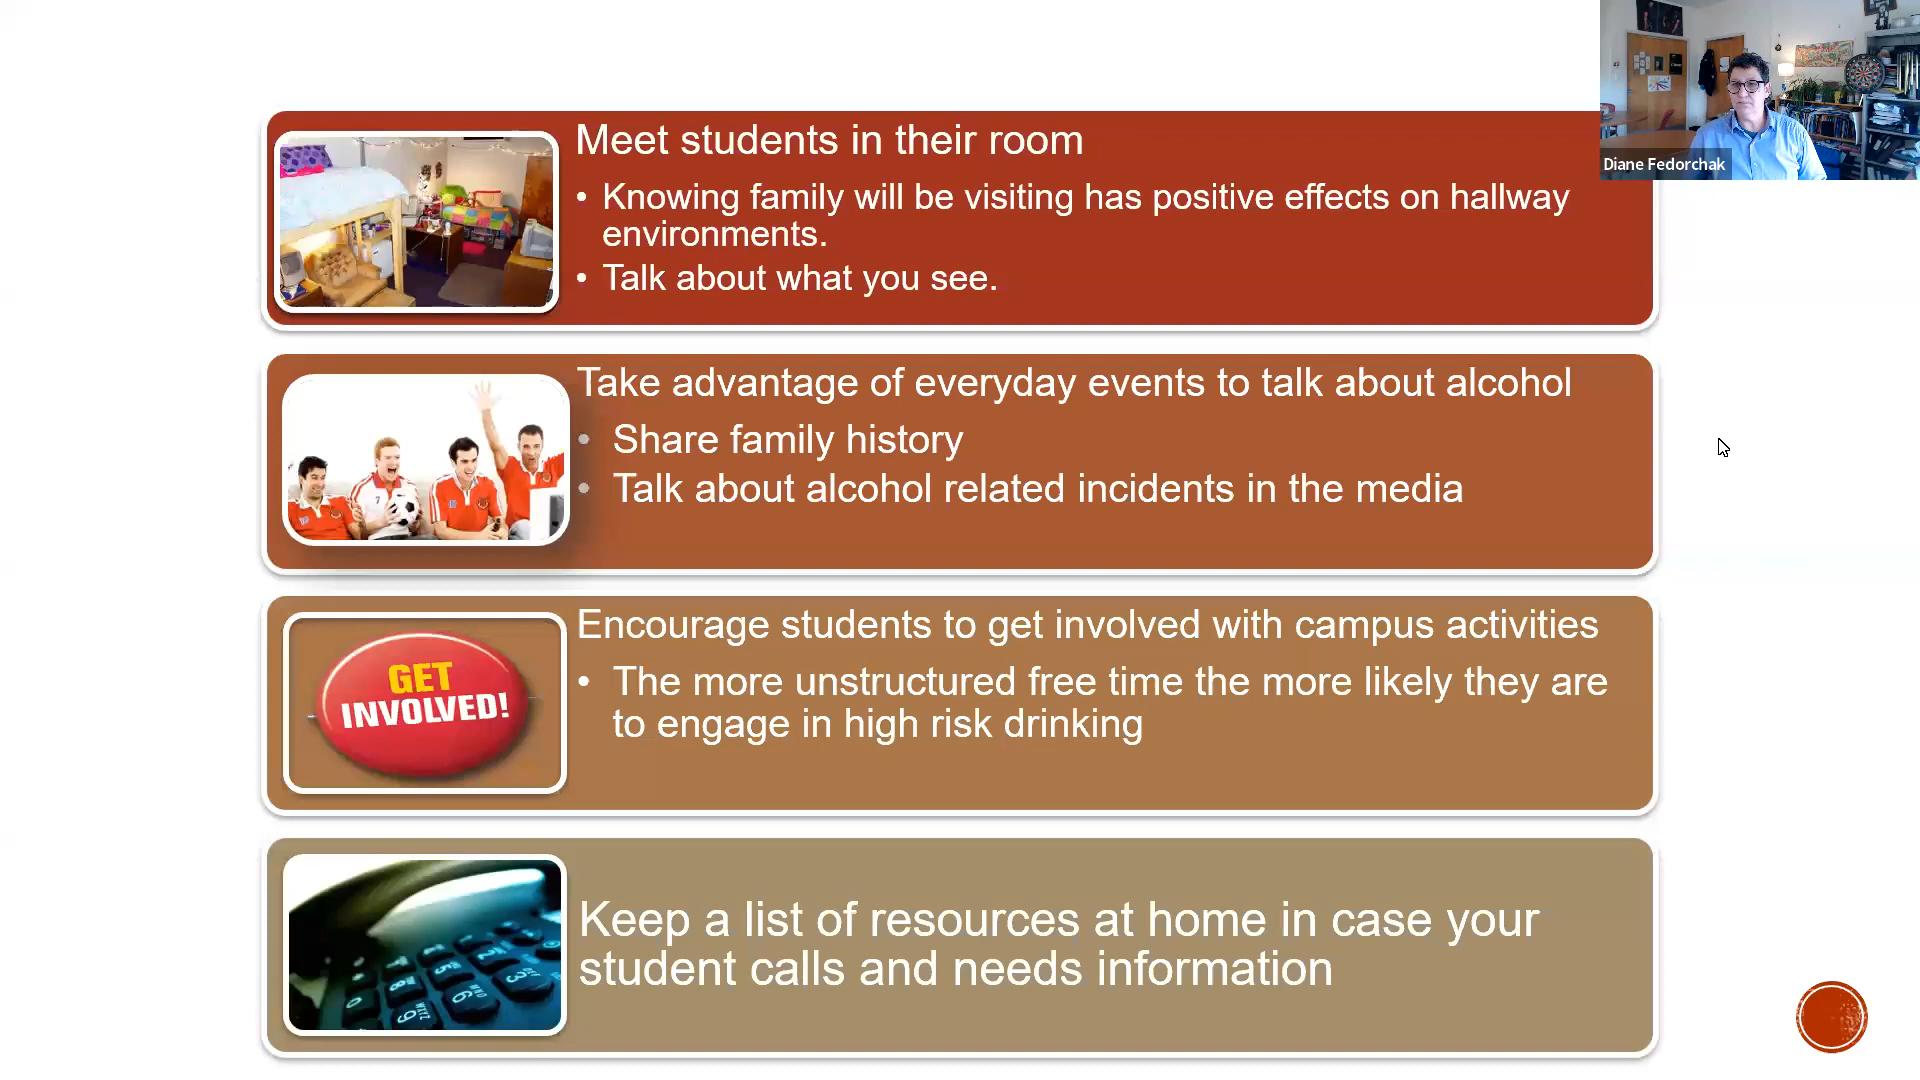 Diane Fedorchak
Meet students in their room
• Knowing family will be visiting has positive effects on hallway
environments.
• Talk about what you see.
Take advantage of everyday events to talk about alcohol
• Share family history
• Talk about alcohol related incidents in the media
GET
INVOLVED!
Encourage students to get involved with campus activities
• The more unstructured free time the more likely they are
to engage in high risk drinking
Keep a list of resources at home in case your
student calls and needs information